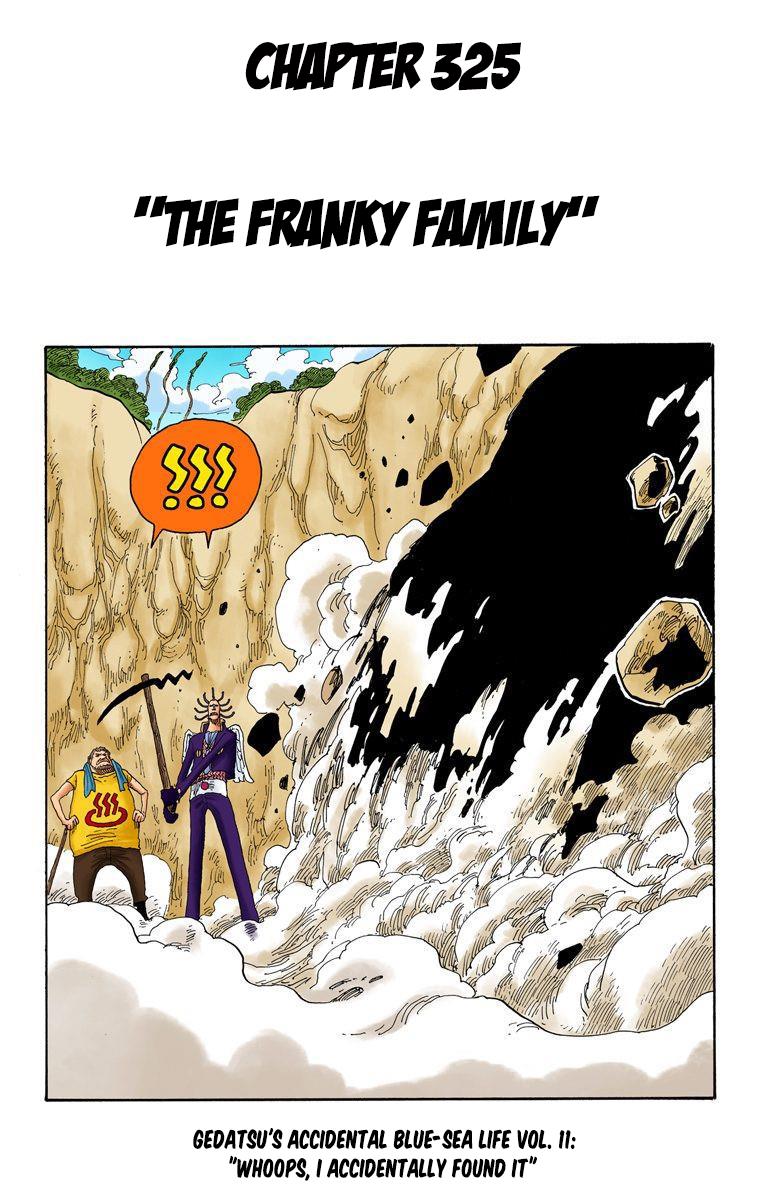 CHAPTER 325
"THE FRANKY FAMILY"
!!!
GEDATSU'S ACCIDENTAL BLUE-SEA LIFE VOL. 11:
"WHOOPS, I ACCIDENTALLY FOUND IT"